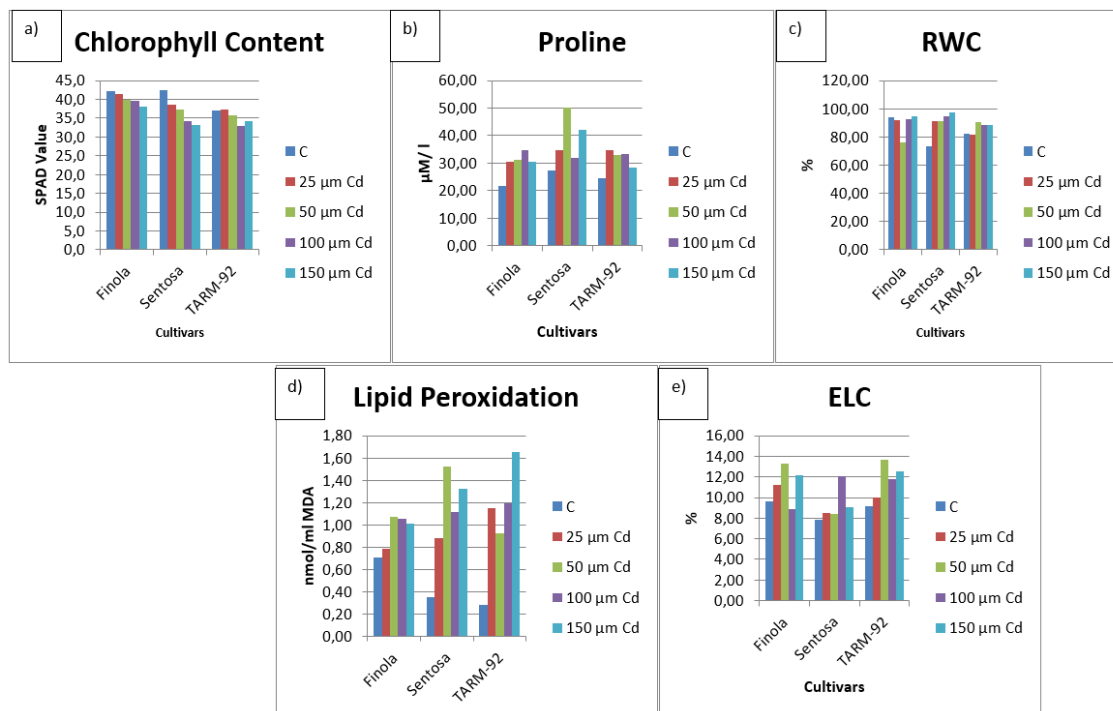 a)
Chlorophyll Content
SPAD Value
45,0
40,0
35,0
30,0
25,0
20,0
15,0
10,0
5,0
0,0
Finola
Sentosa
TARM-92
Cultivars
C
25 µm Cd
50 µm Cd
100 µm Cd
150 µm Cd
b)
Proline
µM/ l
60,00
50,00
40,00
30,00
20,00
10,00
0,00
Finola
Sentosa
TARM-92
Cultivars
C
25 µm Cd
50 µm Cd
100 µm Cd
150 µm Cd
c)
RWC
%
120,00
100,00
80,00
60,00
40,00
20,00
0,00
Finola
Sentosa
TARM-92
Cultivars
C
25 µm Cd
50 µm Cd
100 µm Cd
150 µm Cd
d)
Lipid Peroxidation
nmol/ml MDA
1,80
1,60
1,40
1,20
1,00
0,80
0,60
0,40
0,20
0,00
Finola
Sentosa
TARM-92
C
25 µm Cd
50 µm Cd
100 µm Cd
150 µm Cd
e)
ELC
%
16,00
14,00
12,00
10,00
8,00
6,00
4,00
2,00
0,00
Finola
Sentosa
TARM-92
Cultivars
C
25 µm Cd
50 µm Cd
100 µm Cd
150 µm Cd